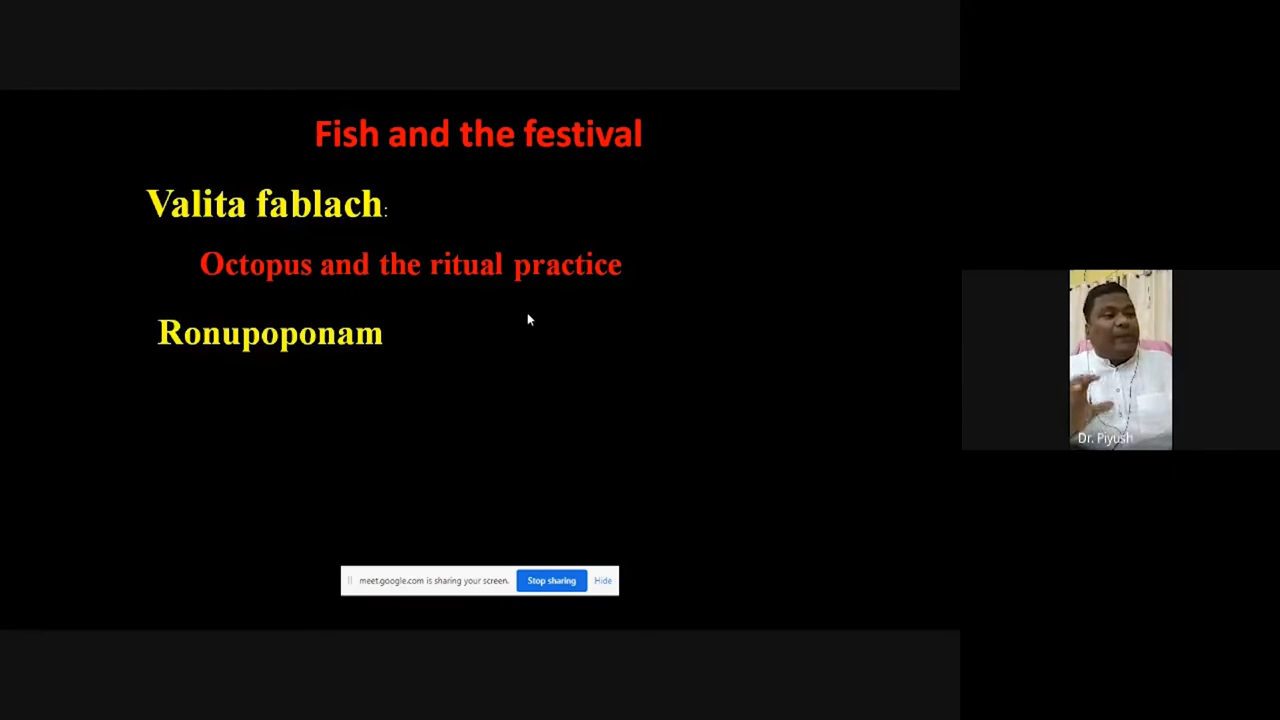 Fish and the festival
Valita fablach:
Octopus and the ritual practice
Ronupoponam
Dr. Piyush
meet.google.com is sharing your screen.
Stop sharing
Hide